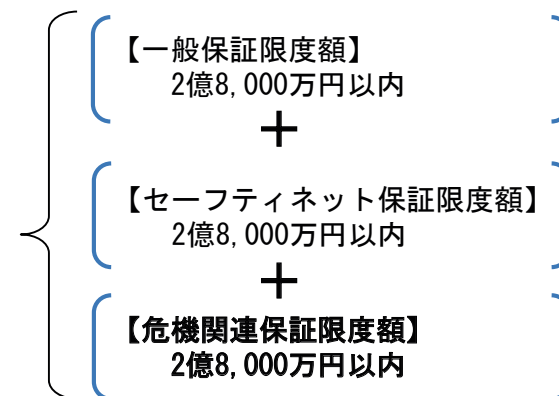 【一般保証限度額】
2億8,000万円以内
＋
【セーフティネット保証限度額】
2億8,000万円以内
＋
【危機関連保証限度額】
2億8,000万円以内